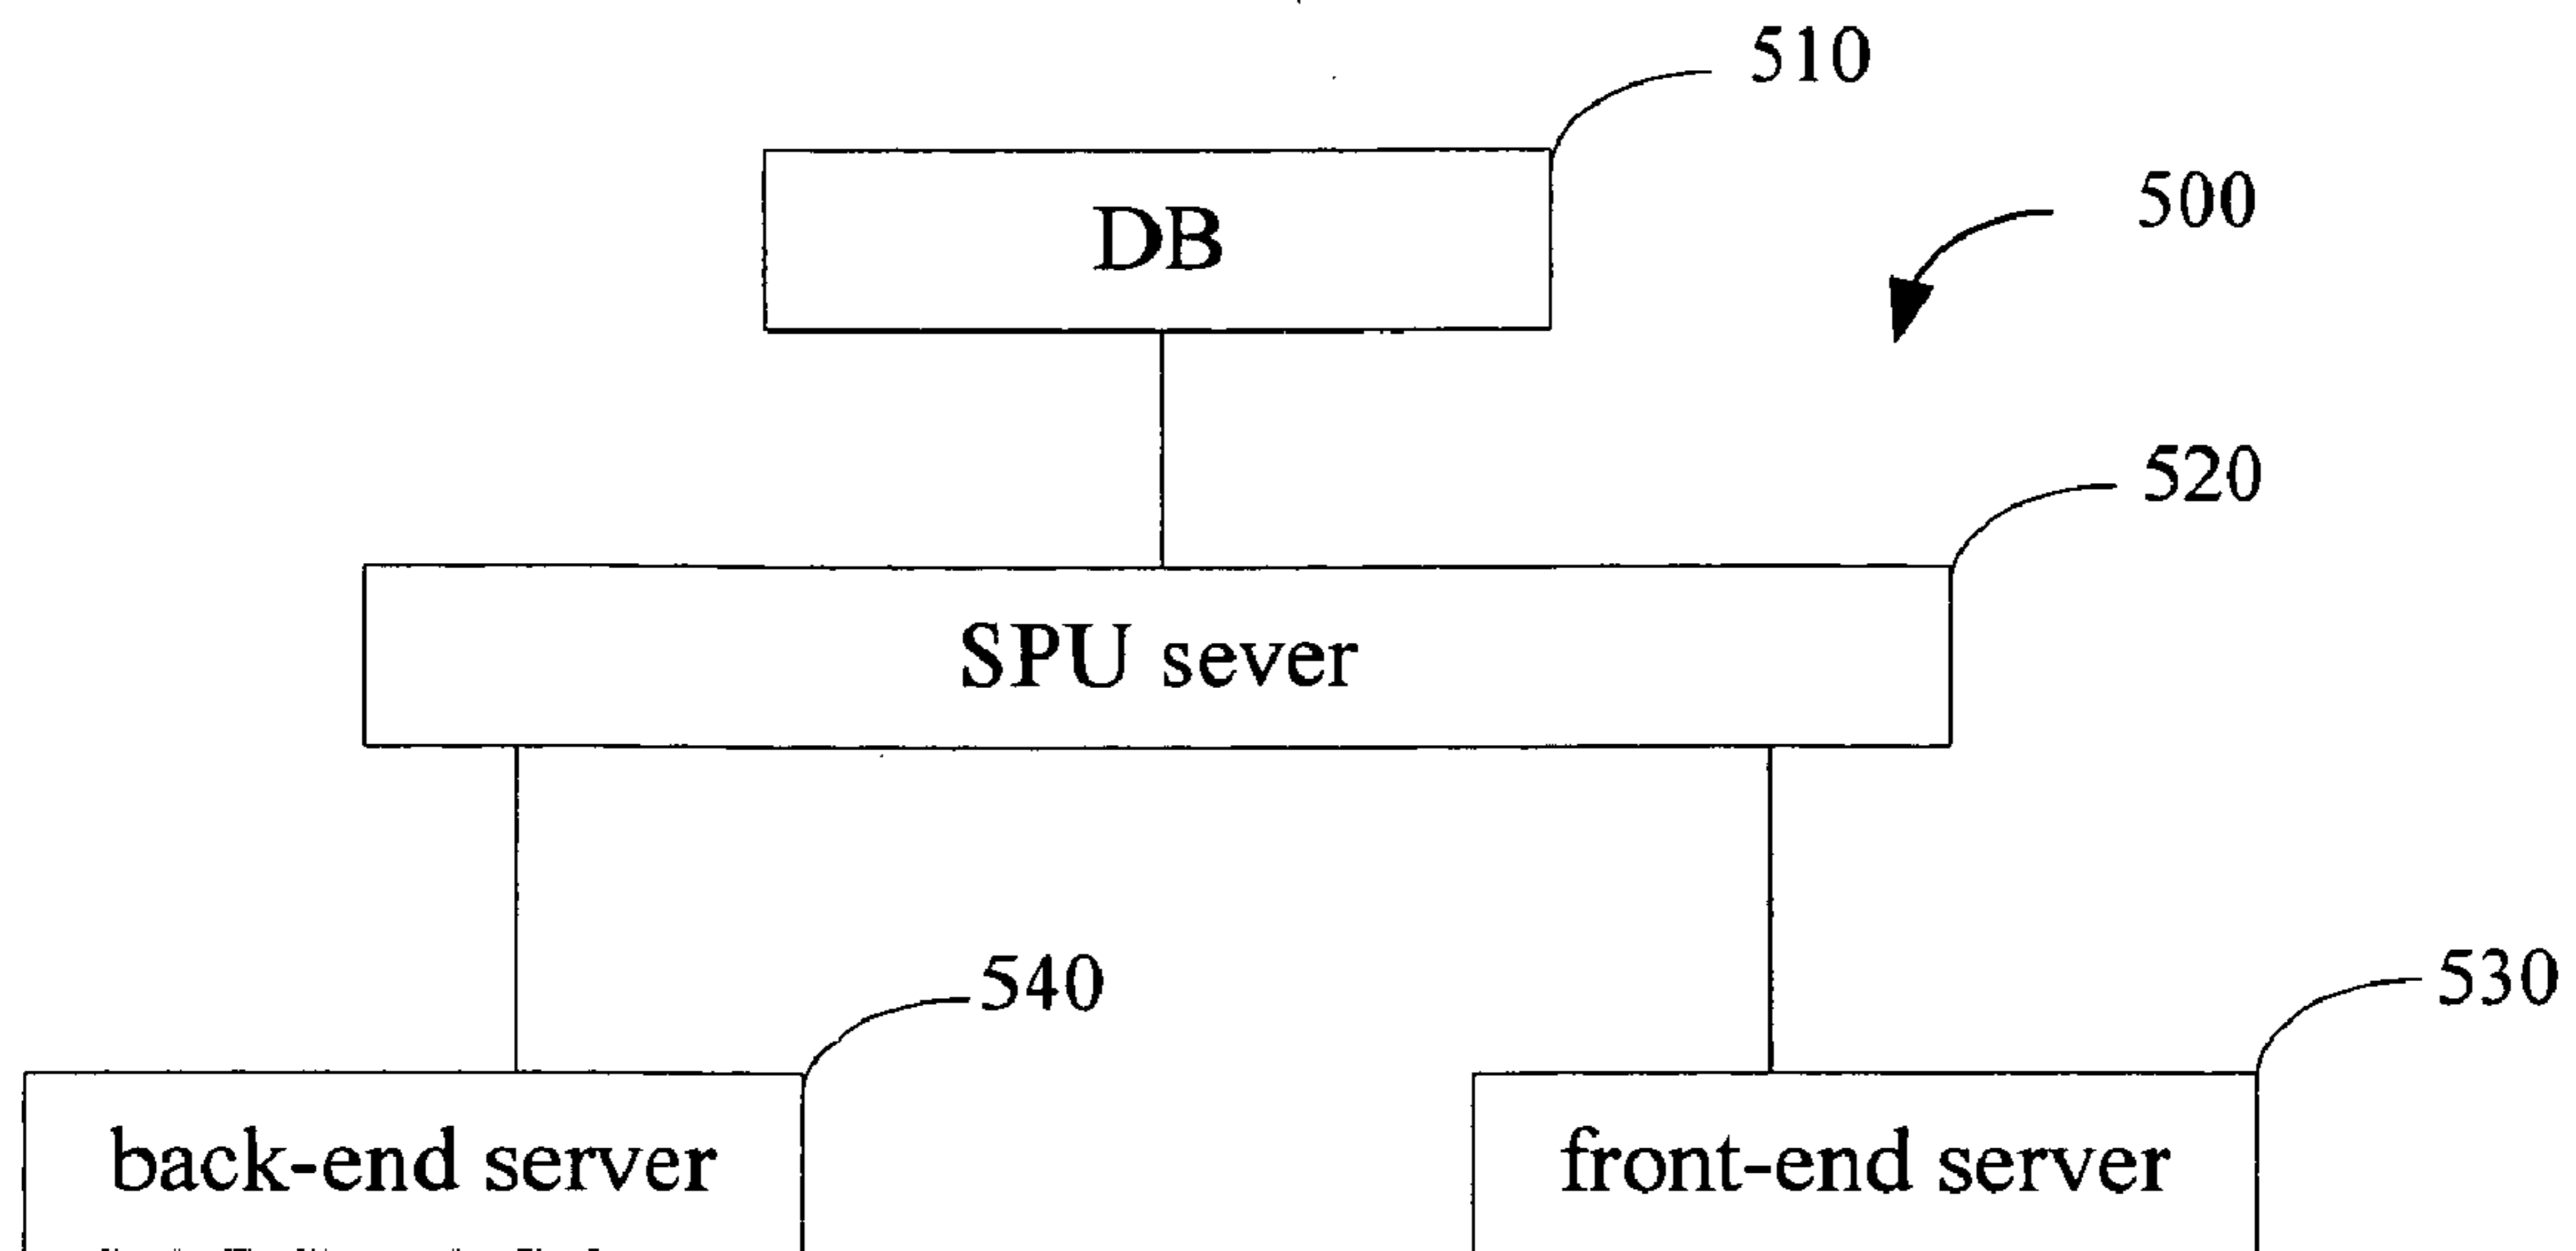 510
DB
500
520
SPU sever
540
530
back-end server
front-end server